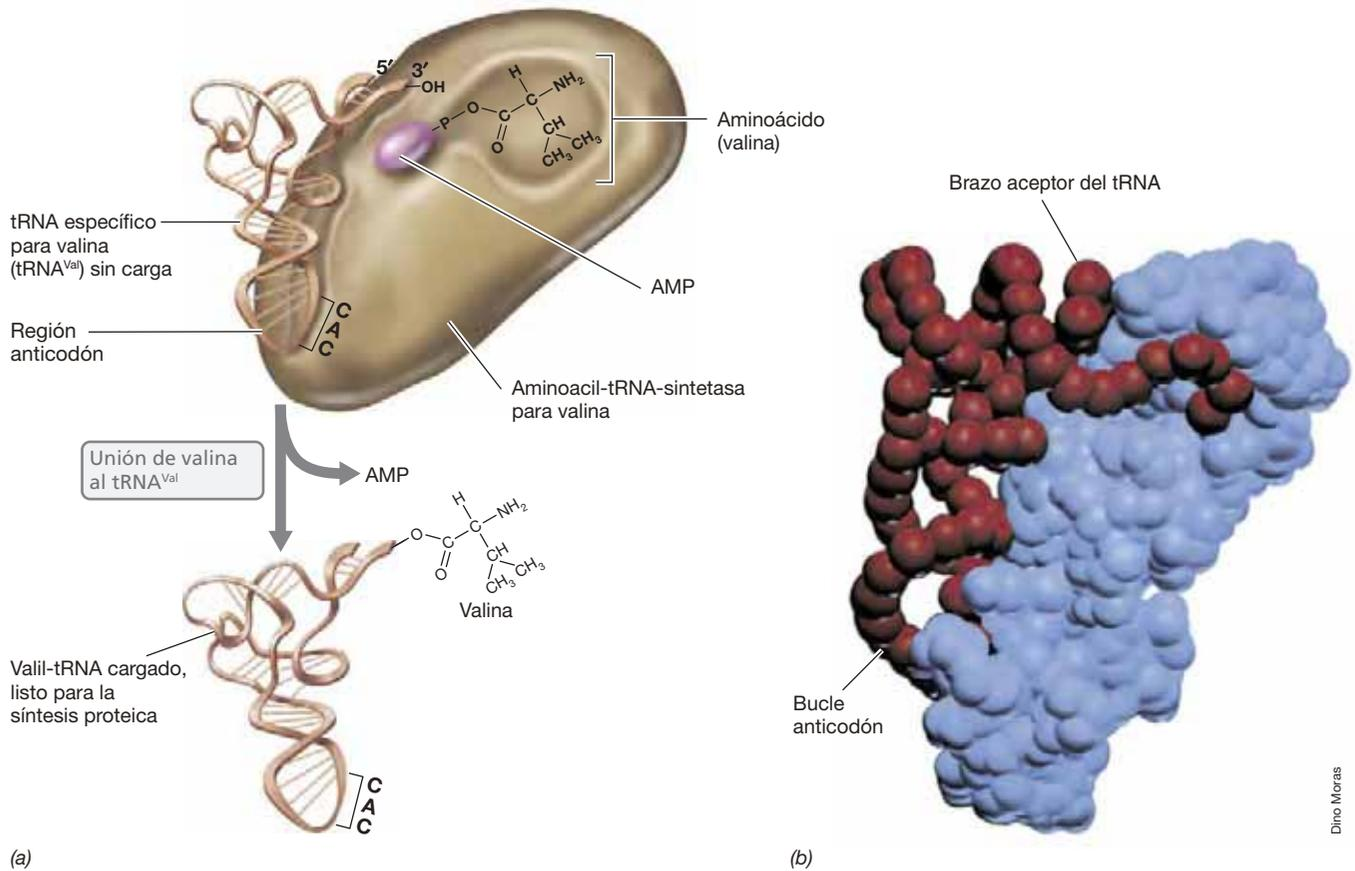 5′ 3′
OH
H
NH₂
C
O
P
C
O
CH
CH₃
CH₃
Aminoácido
(valina)
tRNA específico
para valina
(tRNAVal) sin carga
AMP
Región
anticodón
C
A
C
Aminoacil-tRNA-sintetasa
para valina
Unión de valina
al tRNAVal
AMP
H
NH₂
C
O
C
O
CH
CH₃
CH₃
Valina
Valil-tRNA cargado,
listo para la
síntesis proteica
C
A
C
(a)
Brazo aceptor del tRNA
Bucle
anticodón
Dino Moras
(b)